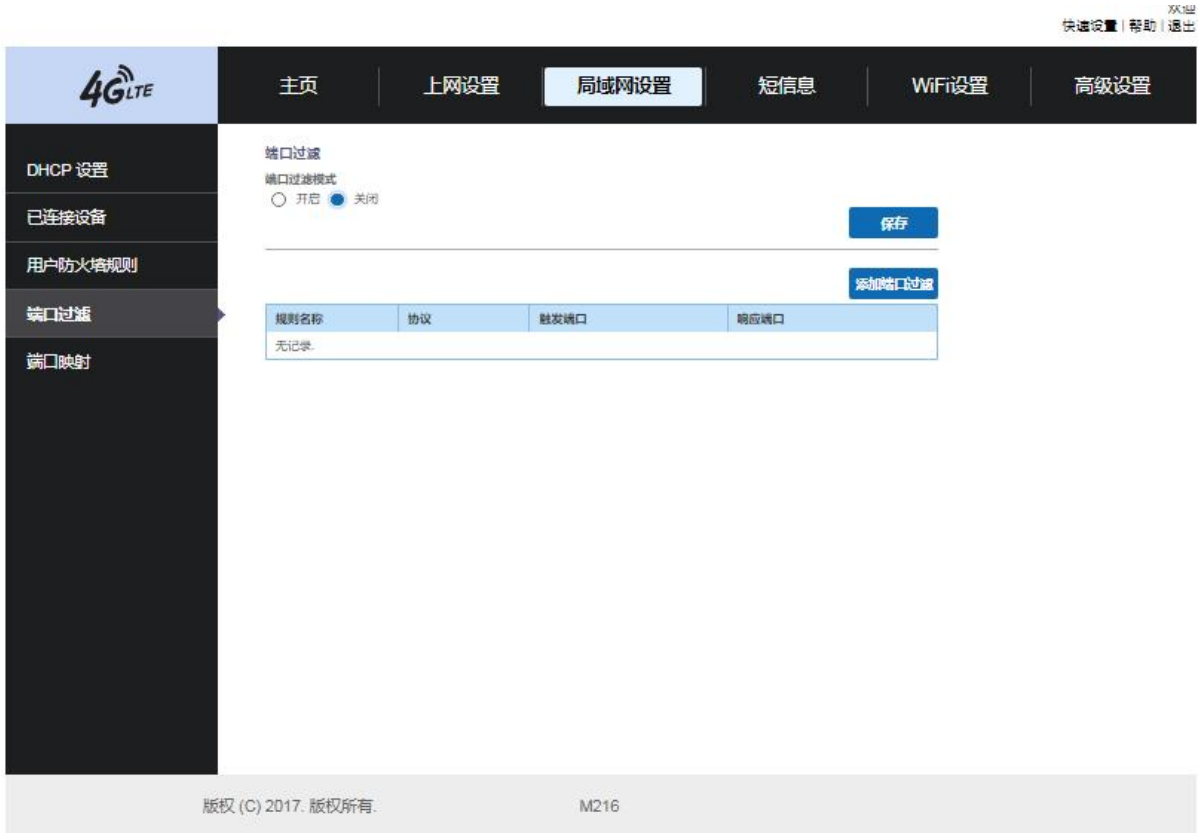 欢迎
快速设置 | 帮助 | 退出
4G LTE
主页 上网设置 局域网设置 短信息 WiFi设置 高级设置
DHCP 设置
已连接设备
用户防火墙规则
端口过滤
端口映射
端口过滤
端口过滤模式
开启 关闭
保存
添加端口过滤
规则名称 协议 触发端口 响应端口
无记录.
版权 (C) 2017. 版权所有. M216